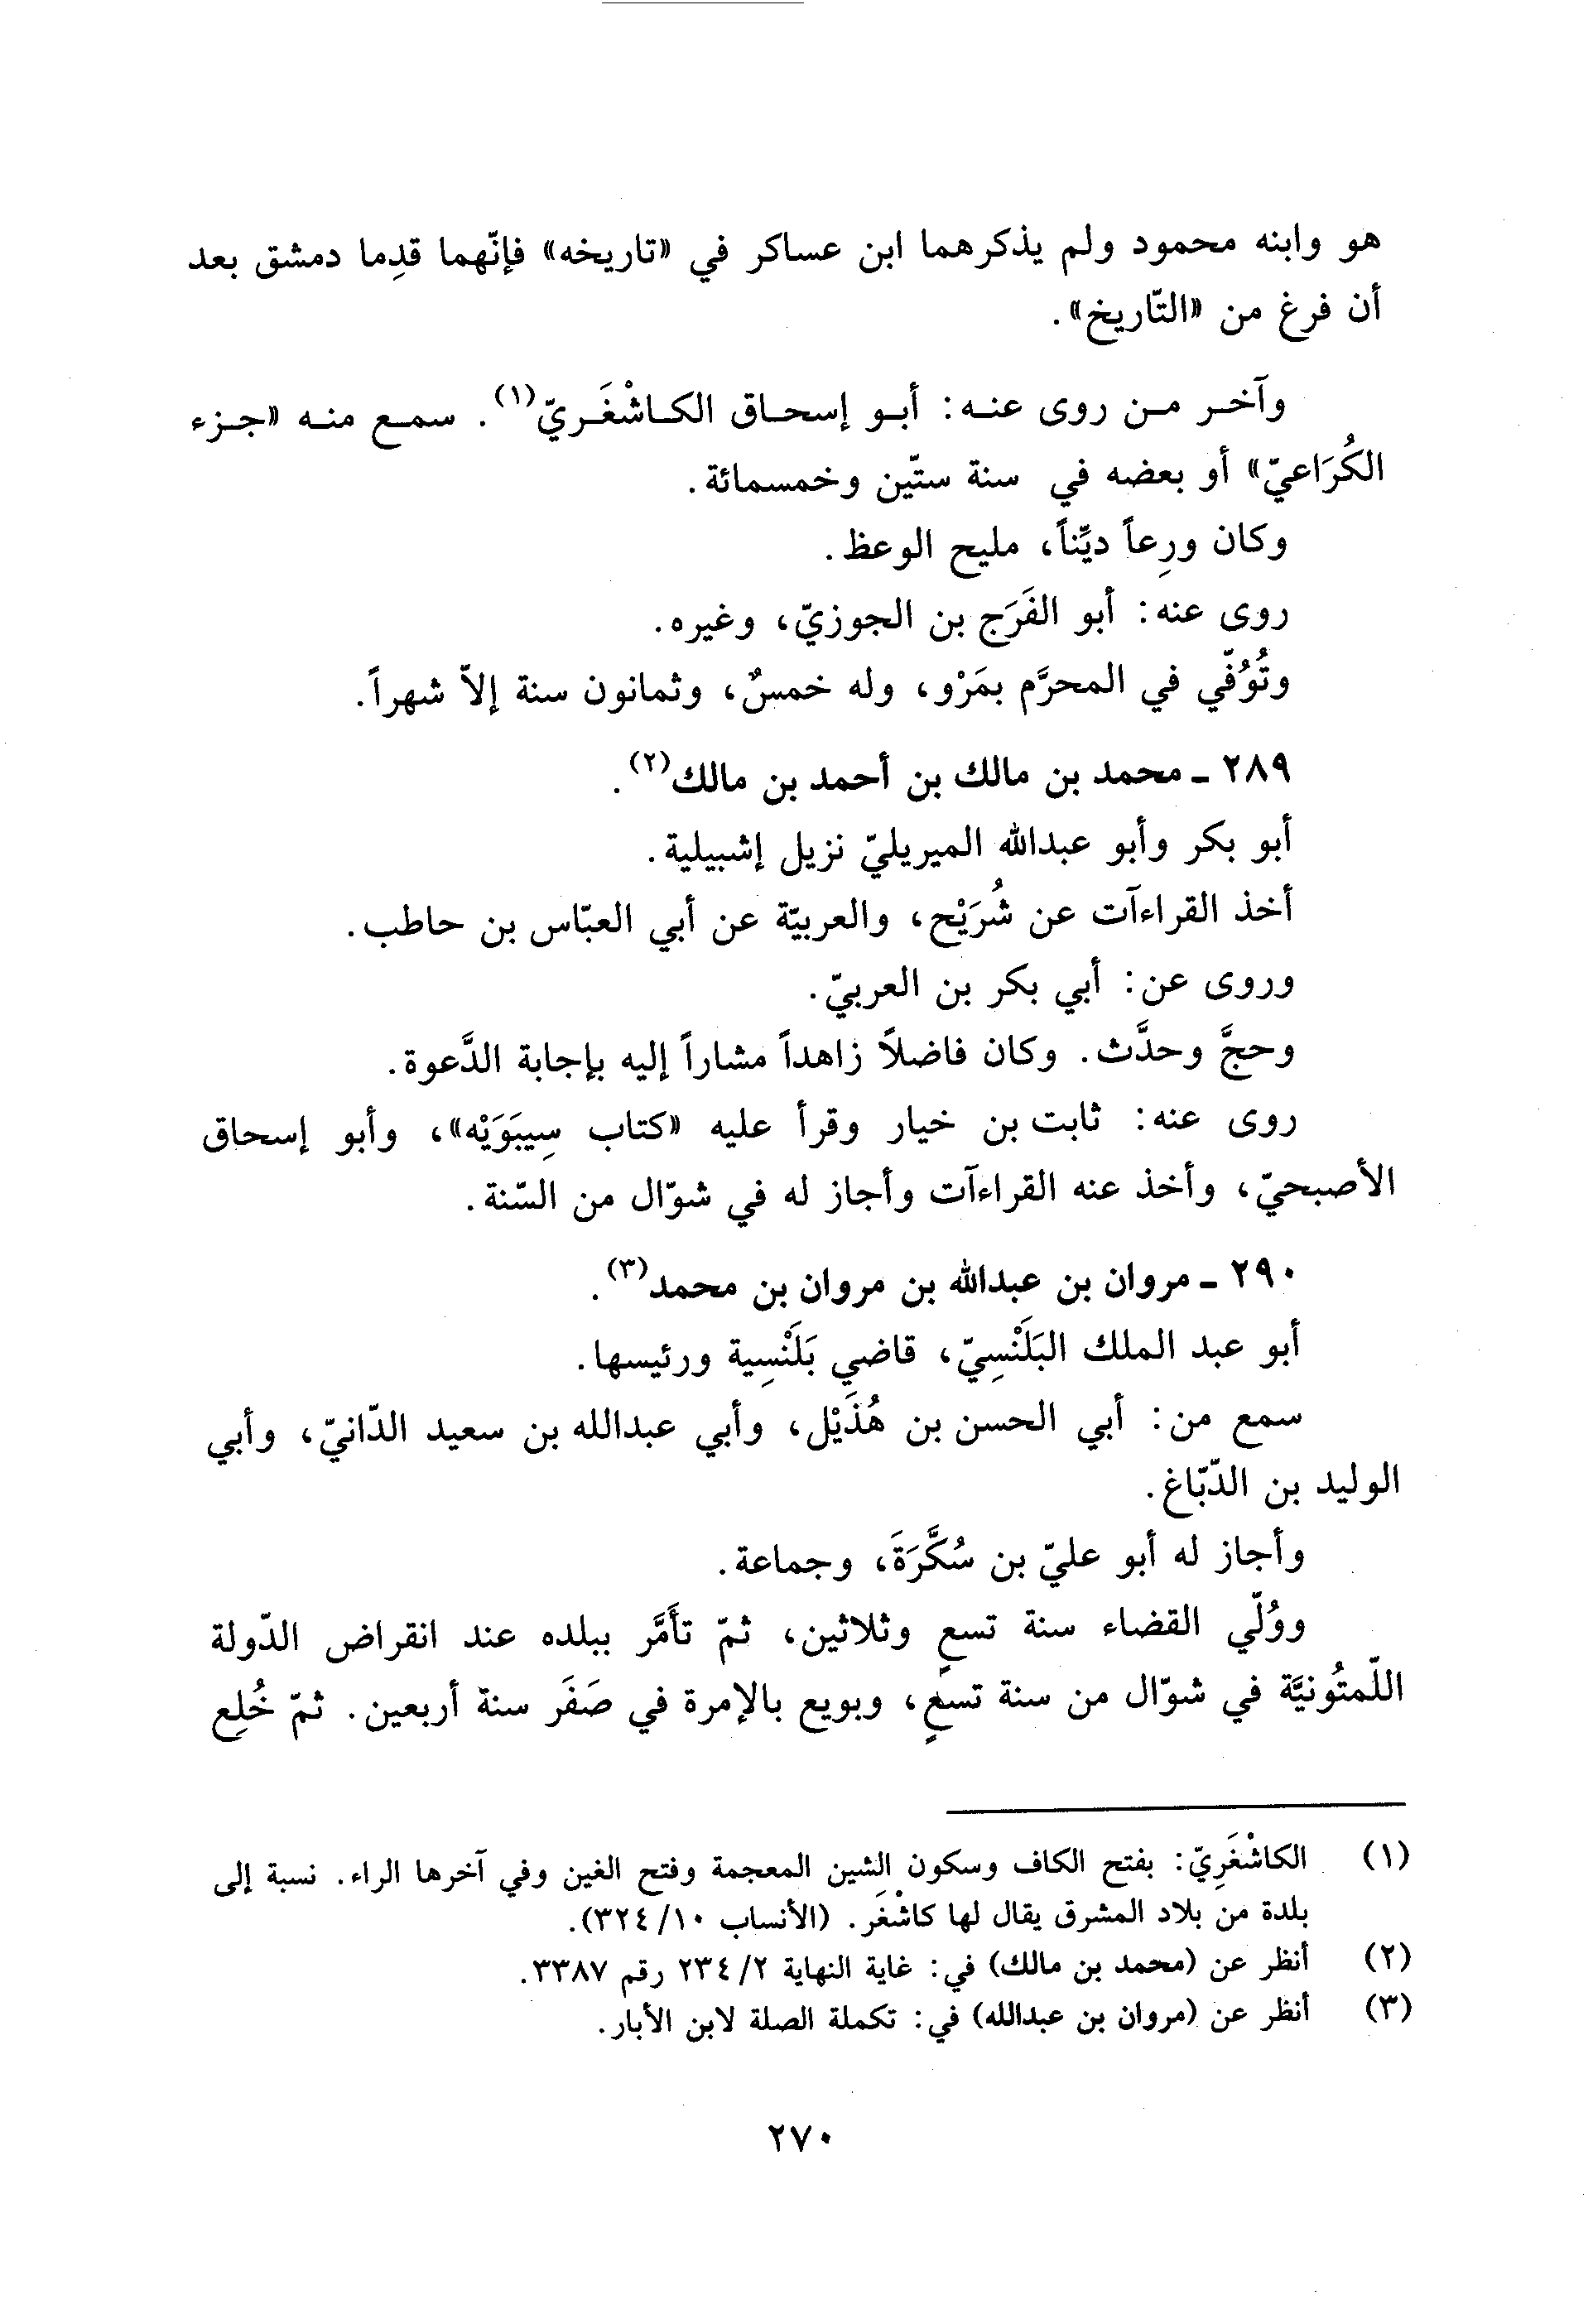 هو وابنه محمود ولم يذكرهما ابن عساكر في «تاريخه» فإنّهما قدِما دمشق بعد
أن فرغ من «التّاريخ».
وآخر من روى عنه: أبو إسحاق الكاشْغَريّ(١). سمع منه «جزء
الكُرَاعيّ» أو بعضه في سنة ستّين وخمسمائة.
وكان ورِعاً ديِّناً، مليح الوعظ.
روى عنه: أبو الفَرَج بن الجوزيّ، وغيره.
وتُوُفّي في المحرَّم بمَرْو، وله خمسٌ، وثمانون سنة إلاّ شهراً.
٢٨٩ ـ محمد بن مالك بن أحمد بن مالك(٢).
أبو بكر وأبو عبدالله الميريليّ نزيل إشبيلية.
أخذ القراءآت عن شُرَيْح، والعربيّة عن أبي العبّاس بن حاطب.
وروى عن: أبي بكر بن العربيّ.
وحجَّ وحدَّث. وكان فاضلاً زاهداً مشاراً إليه بإجابة الدَّعوة.
روى عنه: ثابت بن خيار وقرأ عليه «كتاب سِيبَوَيْه»، وأبو إسحاق
الأصبحيّ، وأخذ عنه القراءآت وأجاز له في شوّال من السّنة.
٢٩٠ ـ مروان بن عبدالله بن مروان بن محمد(٣).
أبو عبد الملك البَلَنْسِيّ، قاضي بَلَنْسِية ورئيسها.
سمع من: أبي الحسن بن هُذَيْل، وأبي عبدالله بن سعيد الدّانيّ، وأبي
الوليد بن الدّبّاغ.
وأجاز له أبو عليّ بن سُكَّرَةَ، وجماعة.
ووُلّي القضاء سنة تسعٍ وثلاثين، ثمّ تأمَّر ببلده عند انقراض الدّولة
اللّمتُونيَّة في شوّال من سنة تسعٍ، وبويع بالإمرة في صَفَر سنة أربعين. ثمّ خُلِع
(١) الكاشْغَرِيّ: بفتح الكاف وسكون الشين المعجمة وفتح الغين وفي آخرها الراء. نسبة إلى
بلدة من بلاد المشرق يقال لها كاشْغَر. (الأنساب ١٠/٣٢٤).
(٢) أنظر عن (محمد بن مالك) في: غاية النهاية ٢/٢٣٤ رقم ٣٣٨٧.
(٣) أنظر عن (مروان بن عبدالله) في: تكملة الصلة لابن الأبار.
٢٧٠